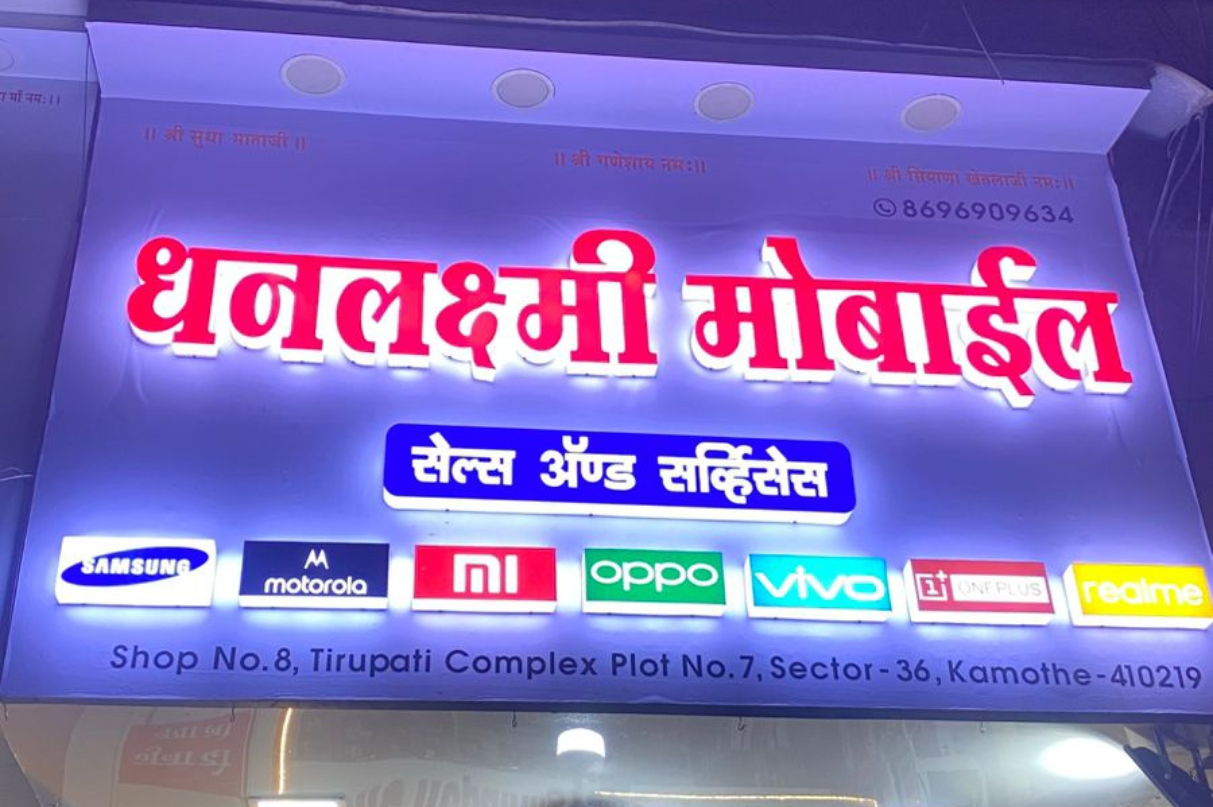 ॥ श्री सुधा माताजी ॥
॥ श्री गणेशाय नमः॥
॥ श्री सियाणा खेतलाजी नमः॥
8696909634
धनलक्ष्मी मोबाईल
सेल्स ॲण्ड सर्व्हिसेस
SAMSUNG motorola mi oppo vivo 1+ ONEPLUS realme
Shop No.8, Tirupati Complex Plot No.7, Sector-36, Kamothe-410219